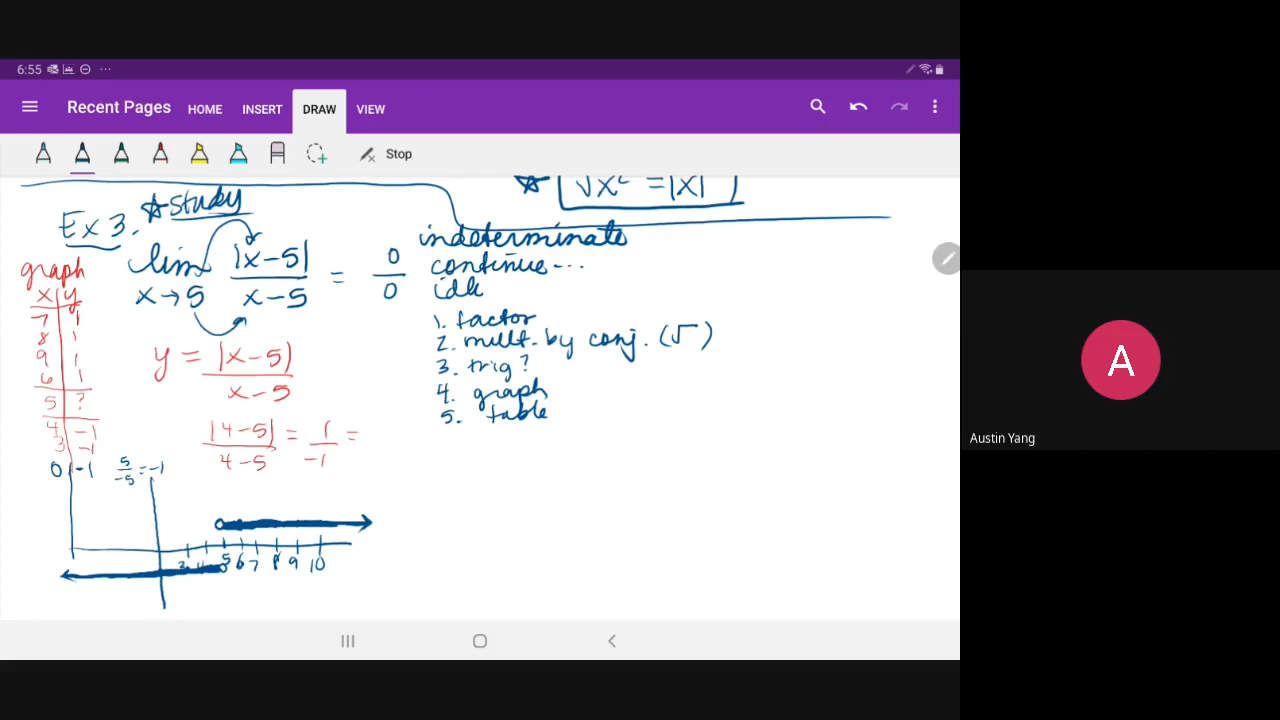 6:55 ...
Recent Pages HOME INSERT DRAW VIEW
Stop
☆ √x² = |x|
Ex 3. ☆ study
indeterminate
continue...
idk
lim x→5 |x-5| / x-5 = 0/0
1. factor
2. mult. by conj. (√ )
3. trig?
4. graph
5. table
graph
x | y
7 | 1
8 | 1
9 | 1
6 | 1
5 | ?
4 | -1
3 | -1
0 | -1
5/-5 = -1
y = |x-5| / x-5
|4-5| / 4-5 = 1/-1 =
3 4 5 6 7 8 9 10
A
Austin Yang